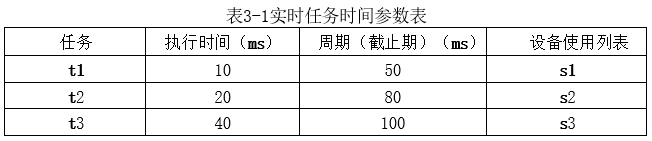 表3-1实时任务时间参数表
任务 执行时间（ms） 周期（截止期）（ms） 设备使用列表
t1 10 50 s1
t2 20 80 s2
t3 40 100 s3